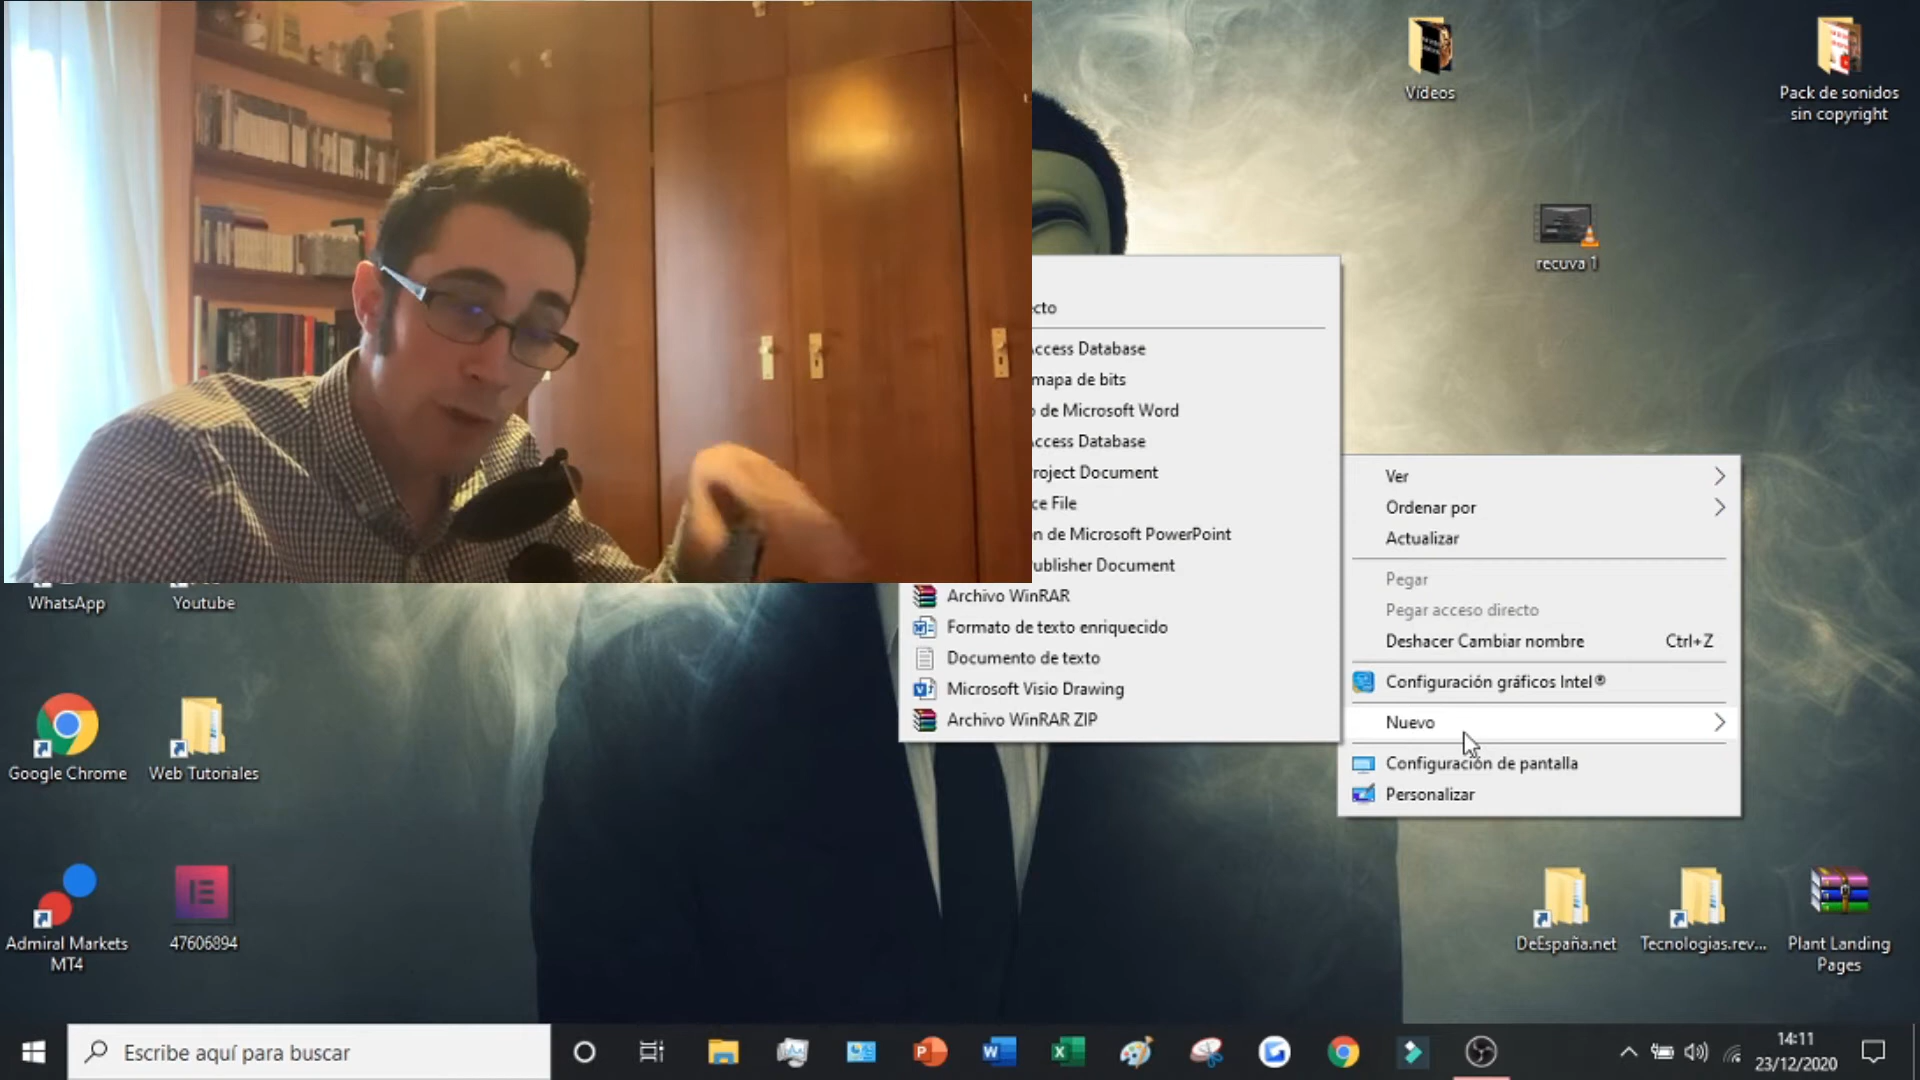 Vídeos
Pack de sonidos
sin copyright
recuva 1
ecto
Access Database
mapa de bits
o de Microsoft Word
Access Database
Project Document
ce File
n de Microsoft PowerPoint
ublisher Document
Archivo WinRAR
Formato de texto enriquecido
Documento de texto
Microsoft Visio Drawing
Archivo WinRAR ZIP
Ver
Ordenar por
Actualizar
Pegar
Pegar acceso directo
Deshacer Cambiar nombre Ctrl+Z
Configuración gráficos Intel®
Nuevo
Configuración de pantalla
Personalizar
WhatsApp
Youtube
Google Chrome
Web Tutoriales
Admiral Markets
MT4
47606894
DeEspaña.net
Tecnologias.rev...
Plant Landing
Pages
Escribe aquí para buscar
14:11
23/12/2020